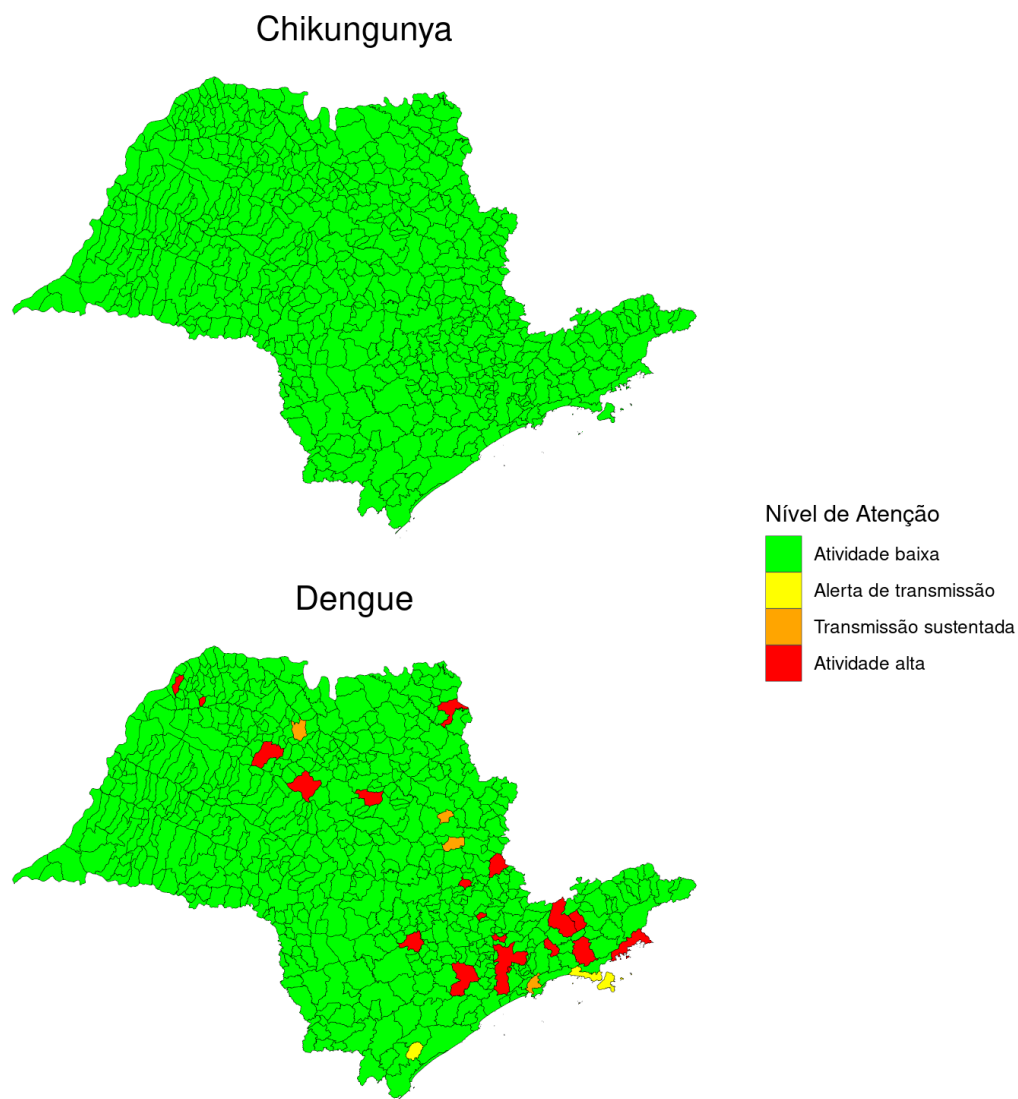 Chikungunya
Nível de Atenção
Atividade baixa
Alerta de transmissão
Transmissão sustentada
Atividade alta
Dengue